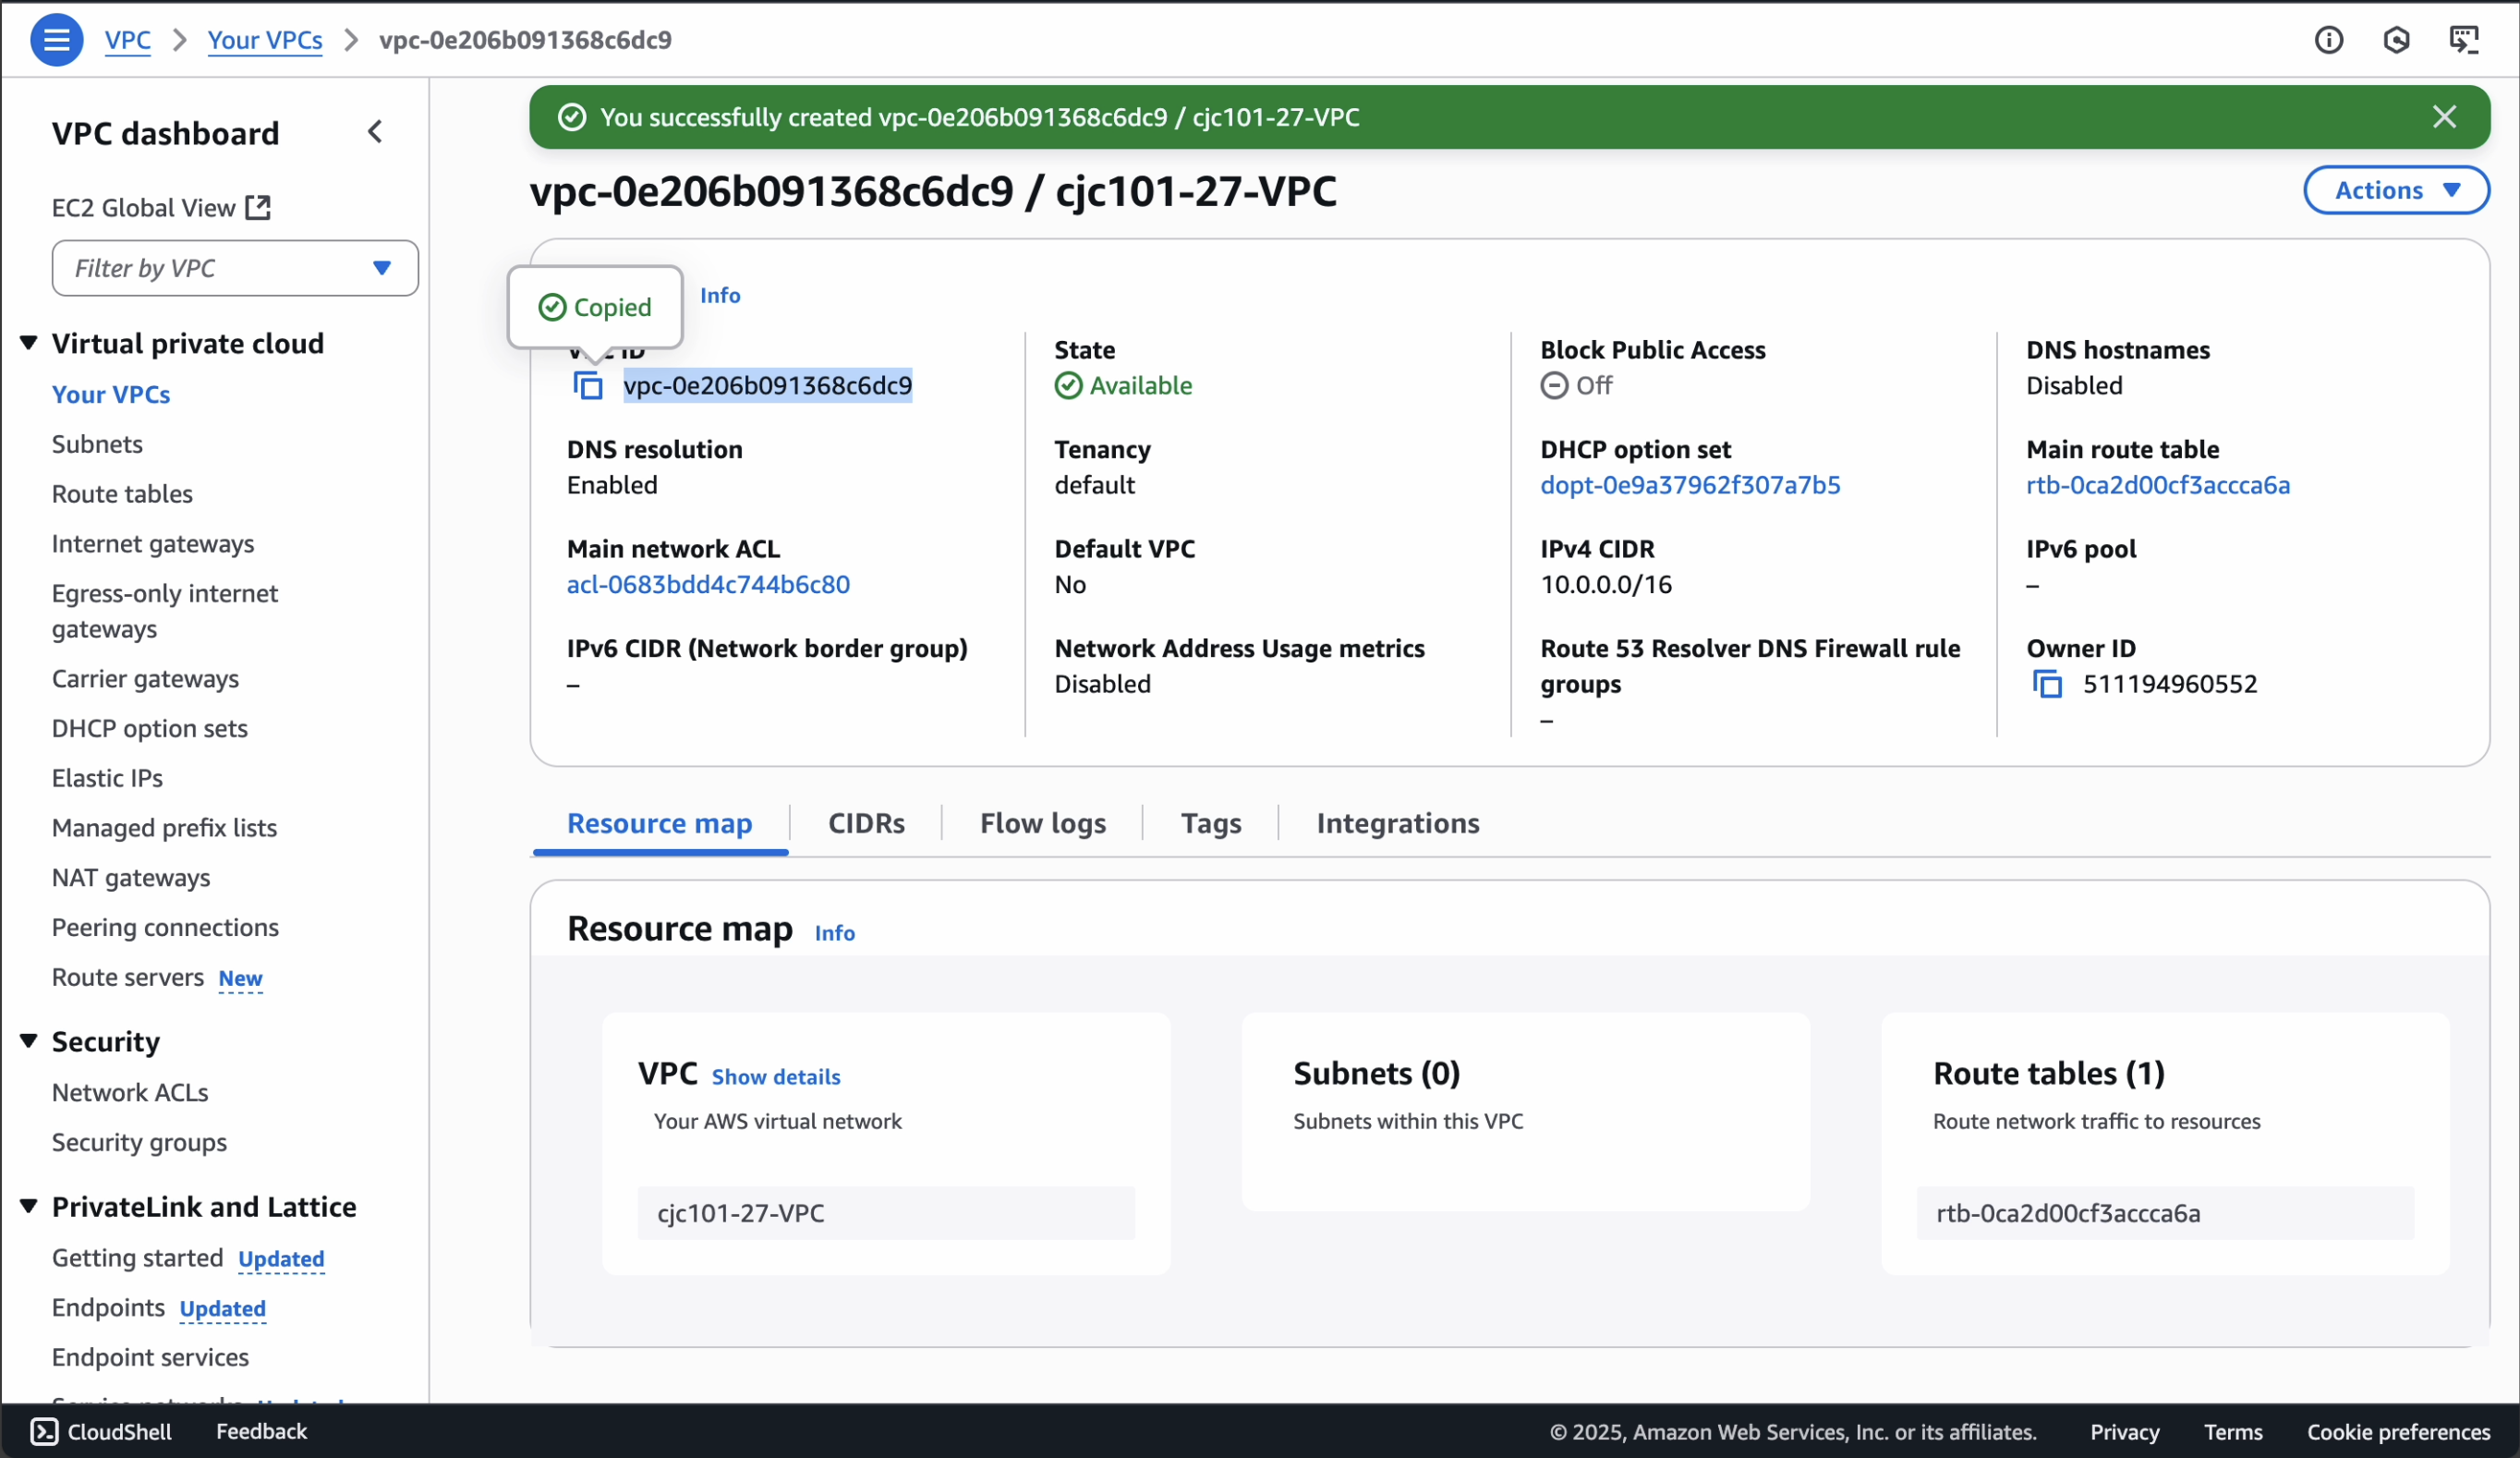 VPC
Your VPCs
vpc-0e206b091368c6dc9
VPC dashboard
EC2 Global View
Filter by VPC
Virtual private cloud
Your VPCs
Subnets
Route tables
Internet gateways
Egress-only internet
gateways
Carrier gateways
DHCP option sets
Elastic IPs
Managed prefix lists
NAT gateways
Peering connections
Route servers New
Security
Network ACLs
Security groups
PrivateLink and Lattice
Getting started Updated
Endpoints Updated
Endpoint services
You successfully created vpc-0e206b091368c6dc9 / cjc101-27-VPC
vpc-0e206b091368c6dc9 / cjc101-27-VPC
Actions
Copied
Info
VPC ID
vpc-0e206b091368c6dc9
State
Available
Block Public Access
Off
DNS hostnames
Disabled
DNS resolution
Enabled
Tenancy
default
DHCP option set
dopt-0e9a37962f307a7b5
Main route table
rtb-0ca2d00cf3accca6a
Main network ACL
acl-0683bdd4c744b6c80
Default VPC
No
IPv4 CIDR
10.0.0.0/16
IPv6 pool
–
IPv6 CIDR (Network border group)
–
Network Address Usage metrics
Disabled
Route 53 Resolver DNS Firewall rule
groups
–
Owner ID
511194960552
Resource map
CIDRs
Flow logs
Tags
Integrations
Resource map Info
VPC Show details
Your AWS virtual network
cjc101-27-VPC
Subnets (0)
Subnets within this VPC
Route tables (1)
Route network traffic to resources
rtb-0ca2d00cf3accca6a
CloudShell
Feedback
© 2025, Amazon Web Services, Inc. or its affiliates.
Privacy
Terms
Cookie preferences